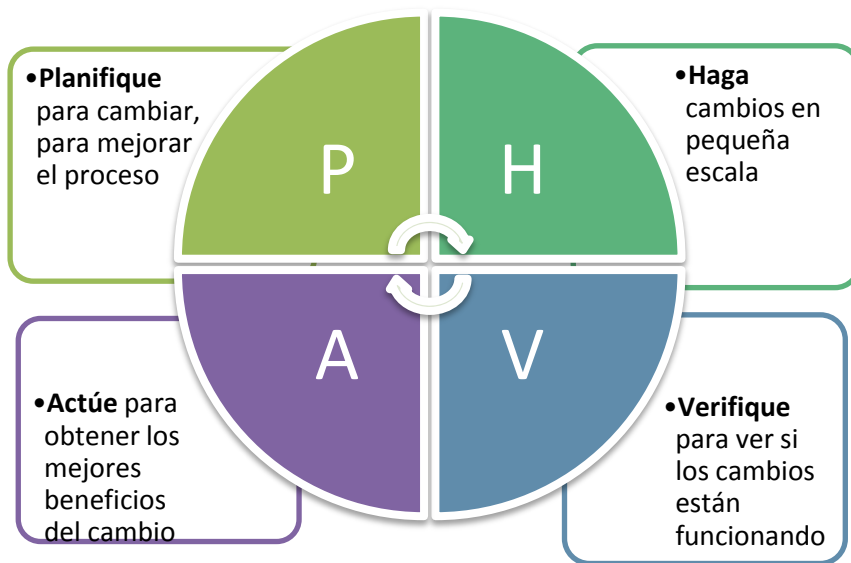 •Planifique
para cambiar,
para mejorar
el proceso
P
H
•Haga
cambios en
pequeña
escala
•Actúe para
obtener los
mejores
beneficios
del cambio
A
V
•Verifique
para ver si
los cambios
están
funcionando